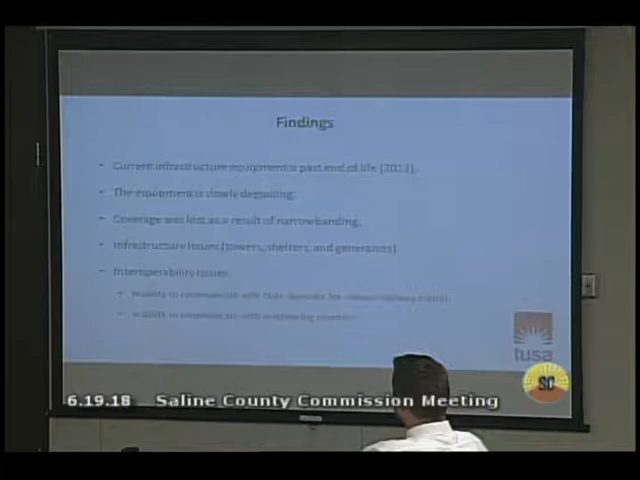 Findings
• Current infrastructure equipment is past end of life (2013).
• The equipment is slowly degrading.
• Coverage was lost as a result of narrowbanding.
• Infrastructure Issues (towers, shelters, and generators)
• Interoperability Issues
tusa
SC
6.19.18 Saline County Commission Meeting